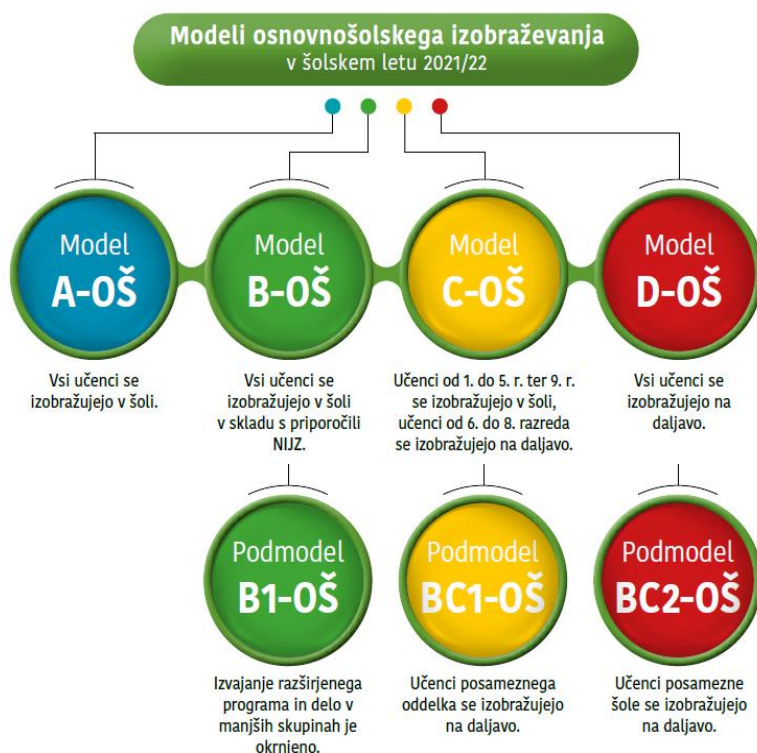 Modeli osnovnošolskega izobraževanja
v šolskem letu 2021/22
Model
A-OŠ
Vsi učenci se
izobražujejo v šoli.
Model
B-OŠ
Vsi učenci se
izobražujejo v šoli
v skladu s priporočili
NIJZ.
Model
C-OŠ
Učenci od 1. do 5. r. ter 9. r.
se izobražujejo v šoli,
učenci od 6. do 8. razreda
se izobražujejo na daljavo.
Model
D-OŠ
Vsi učenci se
izobražujejo na
daljavo.
Podmodel
B1-OŠ
Izvajanje razširjenega
programa in delo v
manjših skupinah je
okrnjeno.
Podmodel
BC1-OŠ
Učenci posameznega
oddelka se izobražujejo
na daljavo.
Podmodel
BC2-OŠ
Učenci posamezne
šole se izobražujejo
na daljavo.